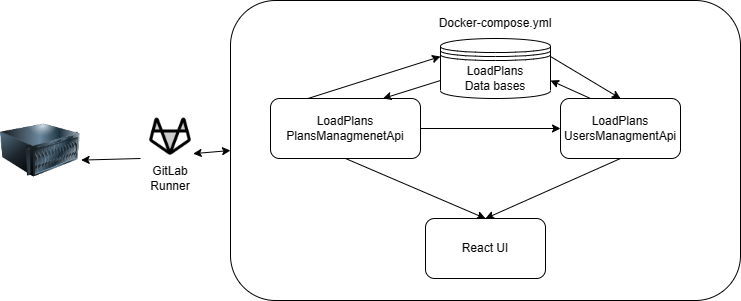 Docker-compose.yml
LoadPlans
Data bases
LoadPlans
PlansManagmenetApi
LoadPlans
UsersManagmentApi
GitLab
Runner
React UI